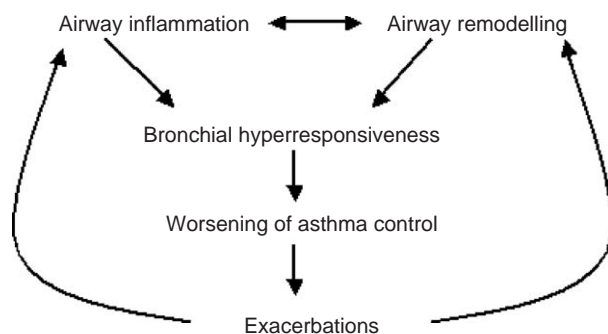 Airway inflammation Airway remodelling
Bronchial hyperresponsiveness
Worsening of asthma control
Exacerbations